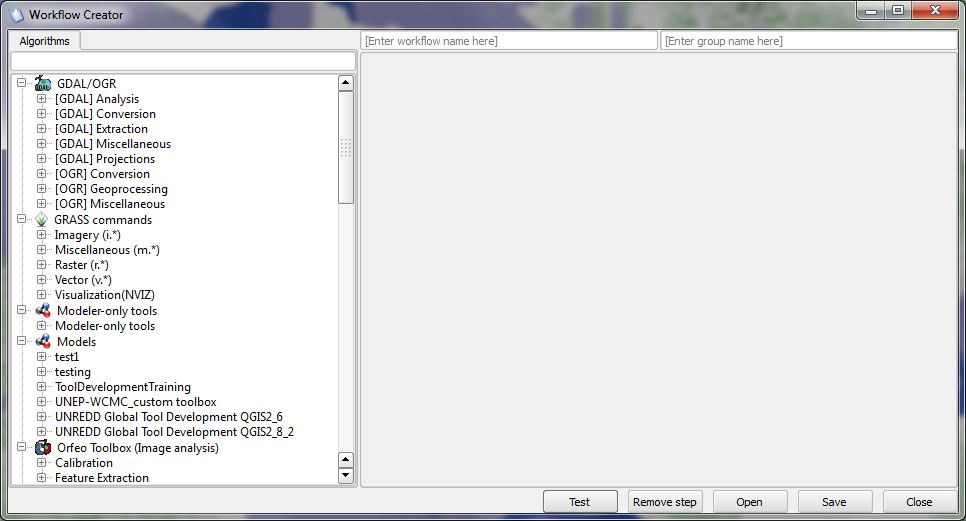 Workflow Creator
Algorithms
[Enter workflow name here]
[Enter group name here]
GDAL/OGR
[GDAL] Analysis
[GDAL] Conversion
[GDAL] Extraction
[GDAL] Miscellaneous
[GDAL] Projections
[OGR] Conversion
[OGR] Geoprocessing
[OGR] Miscellaneous
GRASS commands
Imagery (i.*)
Miscellaneous (m.*)
Raster (r.*)
Vector (v.*)
Visualization(NVIZ)
Modeler-only tools
Modeler-only tools
Models
test1
testing
ToolDevelopmentTraining
UNEP-WCMC_custom toolbox
UNREDD Global Tool Development QGIS2_6
UNREDD Global Tool Development QGIS2_8_2
Orfeo Toolbox (Image analysis)
Calibration
Feature Extraction
Test
Remove step
Open
Save
Close